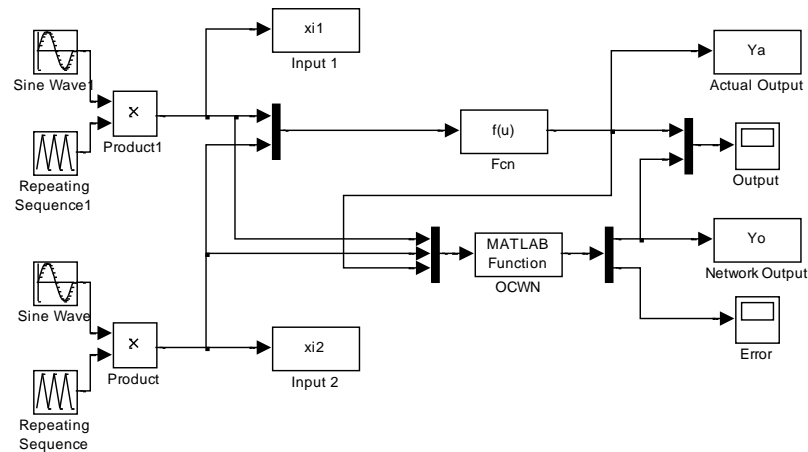 xi1
Input 1
Sine Wave1
x
Product1
Repeating
Sequence1
f(u)
Fcn
Ya
Actual Output
Output
MATLAB
Function
OCWN
Yo
Network Output
Error
Sine Wave
x
Product
xi2
Input 2
Repeating
Sequence